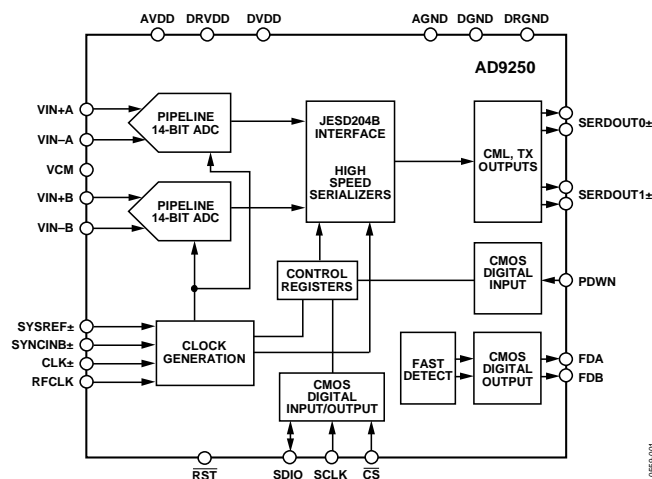 AVDD DRVDD DVDD AGND DGND DRGND
AD9250
VIN+A
VIN–A
VCM
VIN+B
VIN–B
PIPELINE
14-BIT ADC
PIPELINE
14-BIT ADC
JESD204B
INTERFACE
HIGH
SPEED
SERIALIZERS
CML, TX
OUTPUTS
SERDOUT0±
SERDOUT1±
CONTROL
REGISTERS
CMOS
DIGITAL
INPUT
PDWN
SYSREF±
SYNCINB±
CLK±
RFCLK
CLOCK
GENERATION
CMOS
DIGITAL
INPUT/OUTPUT
FAST
DETECT
CMOS
DIGITAL
OUTPUT
FDA
FDB
RST SDIO SCLK CS